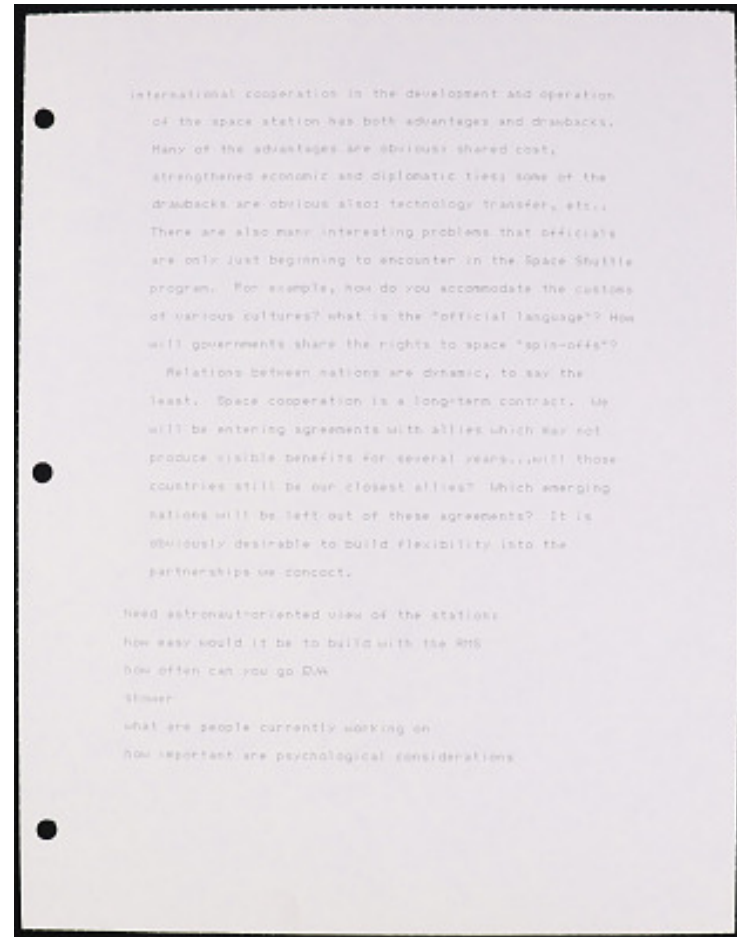 international cooperation in the development and operation
of the space station has both advantages and drawbacks.
Many of the advantages are obvious: shared cost,
strengthened economic and diplomatic ties; some of the
drawbacks are obvious also: technology transfer, etc..
There are also many interesting problems that officials
are only just beginning to encounter in the Space Shuttle
program. For example, how do you accommodate the customs
of various cultures? what is the "official language"? How
will governments share the rights to space "spin-offs"?
Relations between nations are dynamic, to say the
least. Space cooperation is a long-term contract. We
will be entering agreements with allies which may not
produce visible benefits for several years...will those
countries still be our closest allies? Which emerging
nations will be left out of these agreements? It is
obviously desirable to build flexibility into the
partnerships we concoct.
Need astronaut-oriented view of the station:
how easy would it be to build with the RMS
how often can you go EVA
shower
what are people currently working on
how important are psychological considerations